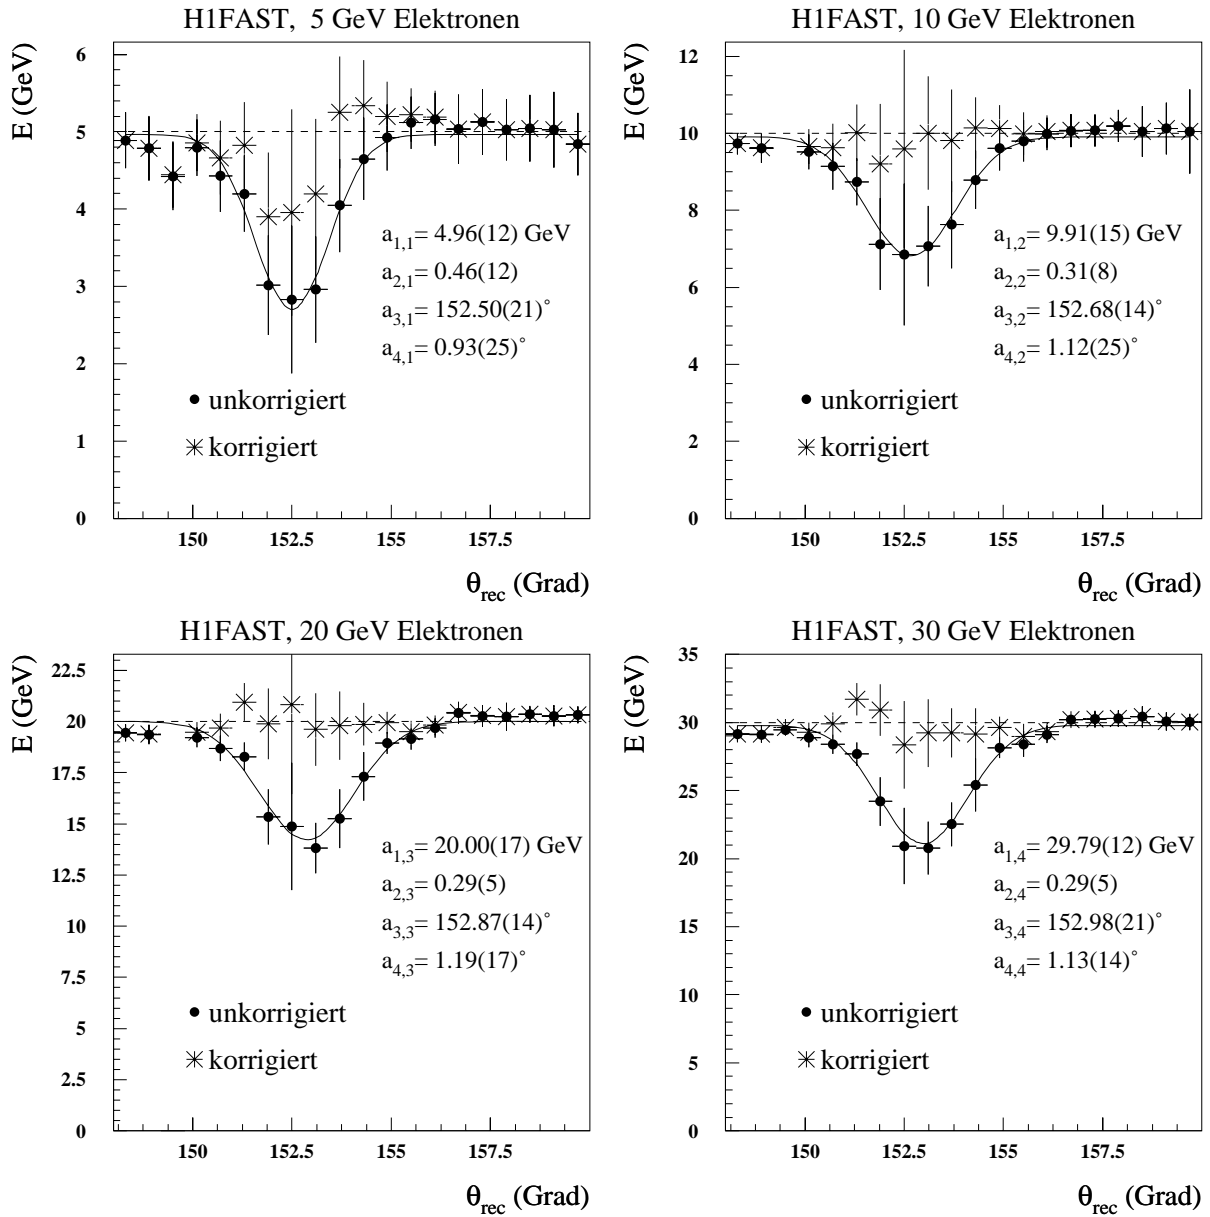 H1FAST, 5 GeV Elektronen
E (GeV)
6
5
4
3
2
1
0
a1,1= 4.96(12) GeV
a2,1= 0.46(12)
a3,1= 152.50(21)°
a4,1= 0.93(25)°
unkorrigiert
korrigiert
150 152.5 155 157.5
θrec (Grad)
H1FAST, 10 GeV Elektronen
E (GeV)
12
10
8
6
4
2
0
a1,2= 9.91(15) GeV
a2,2= 0.31(8)
a3,2= 152.68(14)°
a4,2= 1.12(25)°
unkorrigiert
korrigiert
150 152.5 155 157.5
θrec (Grad)
H1FAST, 20 GeV Elektronen
E (GeV)
22.5
20
17.5
15
12.5
10
7.5
5
2.5
0
a1,3= 20.00(17) GeV
a2,3= 0.29(5)
a3,3= 152.87(14)°
a4,3= 1.19(17)°
unkorrigiert
korrigiert
150 152.5 155 157.5
θrec (Grad)
H1FAST, 30 GeV Elektronen
E (GeV)
35
30
25
20
15
10
5
0
a1,4= 29.79(12) GeV
a2,4= 0.29(5)
a3,4= 152.98(21)°
a4,4= 1.13(14)°
unkorrigiert
korrigiert
150 152.5 155 157.5
θrec (Grad)